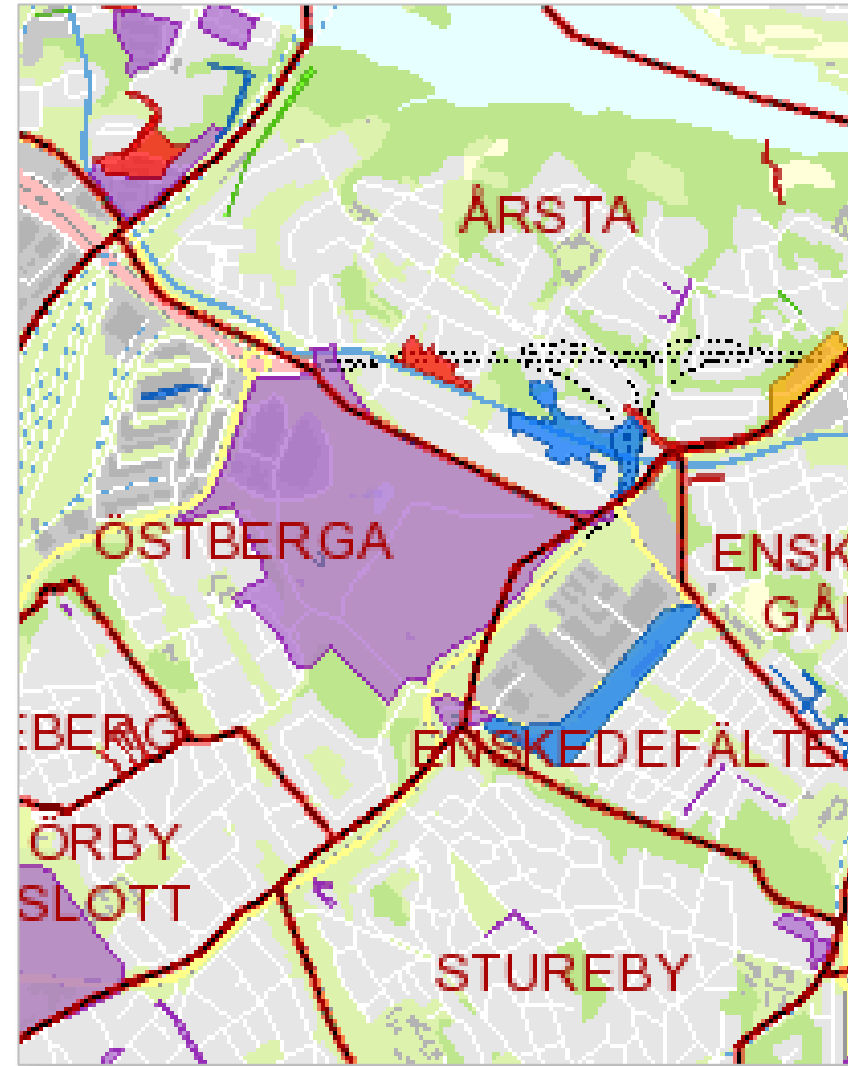 ÅRSTA
ÖSTBERGA
ENSK
GÅ
EBERG
ENSKEDEFÄLTE
ÖRBY
SLOTT
STUREBY